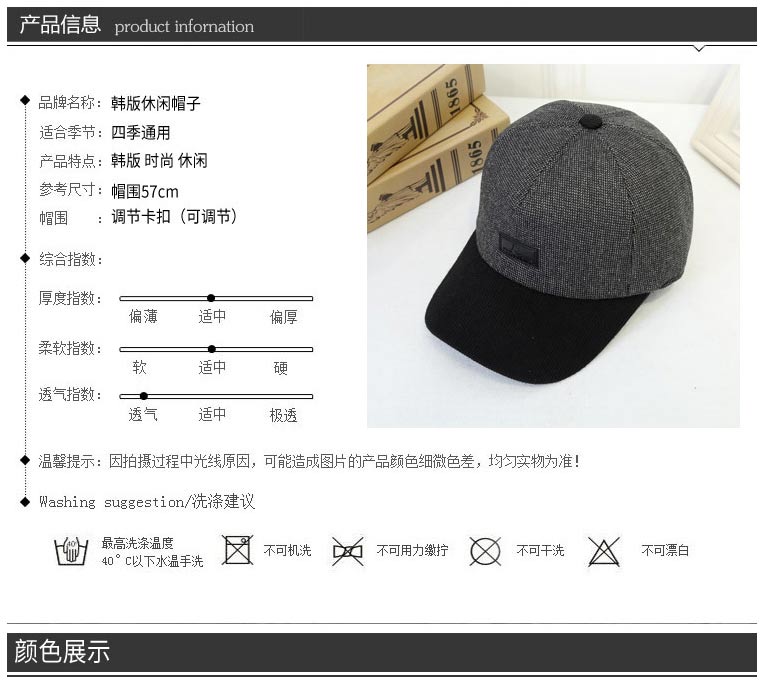 产品信息 product infornation
品牌名称：韩版休闲帽子
适合季节：四季通用
产品特点：韩版 时尚 休闲
参考尺寸：帽围57cm
帽围 ：调节卡扣（可调节）
综合指数：
厚度指数：
偏薄 适中 偏厚
柔软指数：
软 适中 硬
透气指数：
透气 适中 极透
温馨提示：因拍摄过程中光线原因，可能造成图片的产品颜色细微色差，均匀实物为准！
Washing suggestion/洗涤建议
40°
最高洗涤温度
40°C以下水温手洗
不可机洗
不可用力缴拧
不可干洗
不可漂白
1865
1865
颜色展示